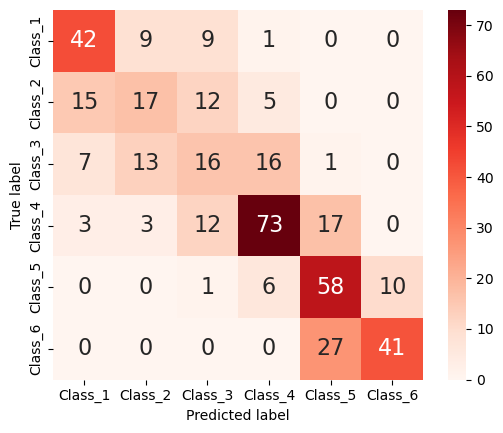 True label
Class_1 42 9 9 1 0 0
Class_2 15 17 12 5 0 0
Class_3 7 13 16 16 1 0
Class_4 3 3 12 73 17 0
Class_5 0 0 1 6 58 10
Class_6 0 0 0 0 27 41
Class_1 Class_2 Class_3 Class_4 Class_5 Class_6
Predicted label
70
60
50
40
30
20
10
0